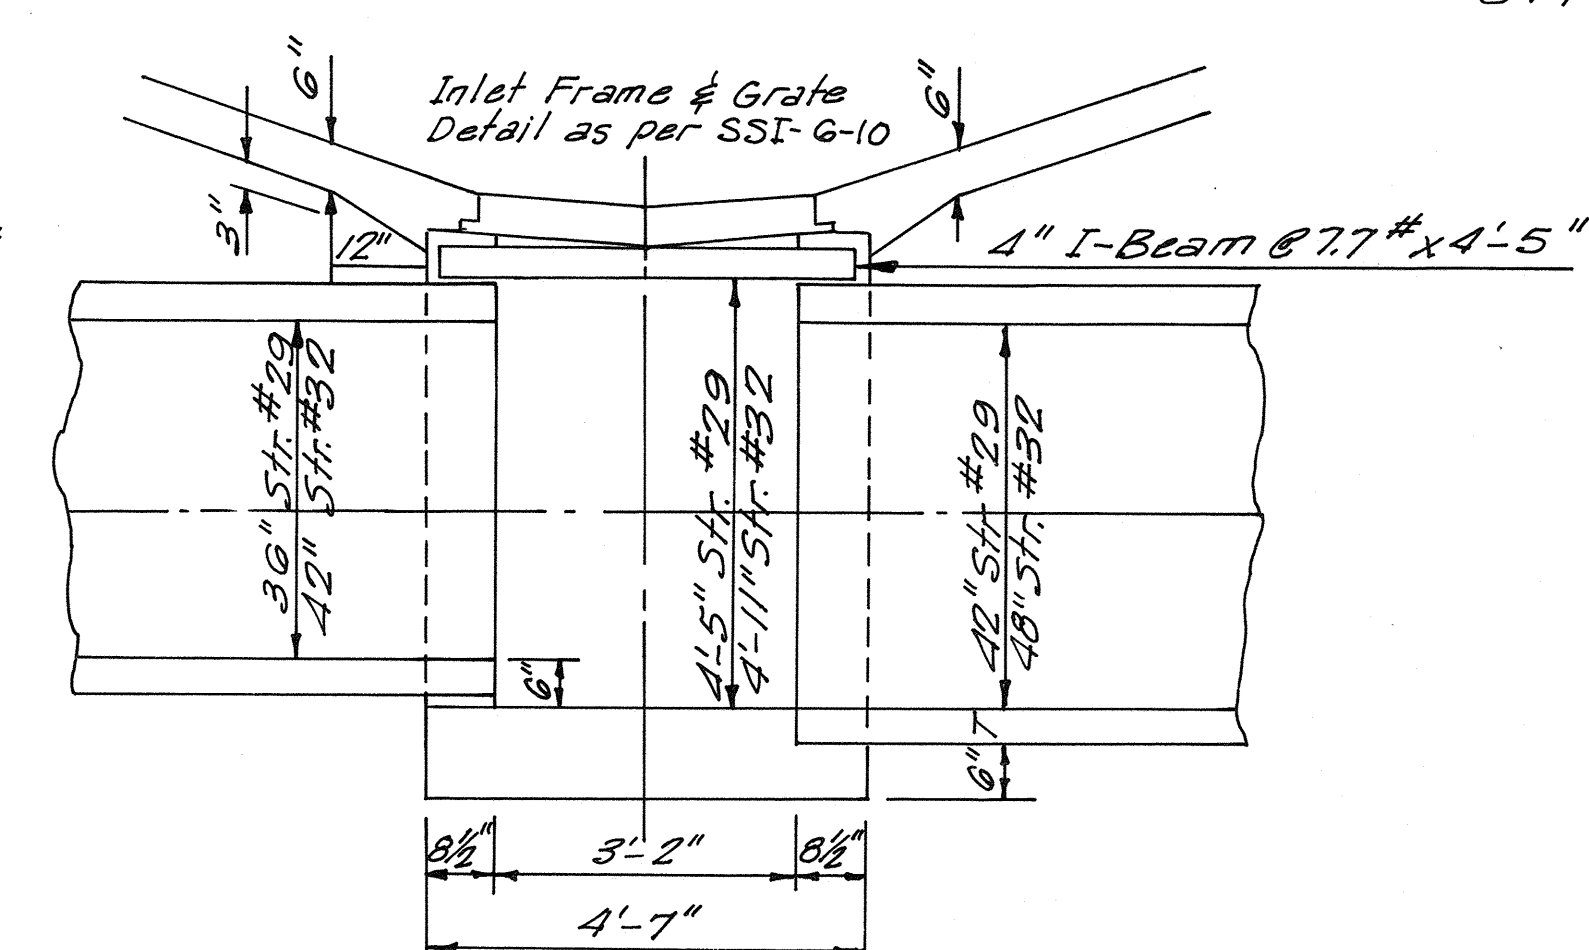 6"
Inlet Frame & Grate
Detail as per SSI-6-10
6"
3"
12"
4" I-Beam @ 7.7# x 4'-5"
36" Str. #29
42" Str. #32
4'-5" Str. #29
4'-11" Str. #32
42" Str. #29
48" Str. #32
6"
6"
T
8½"
3'-2"
8½"
4'-7"